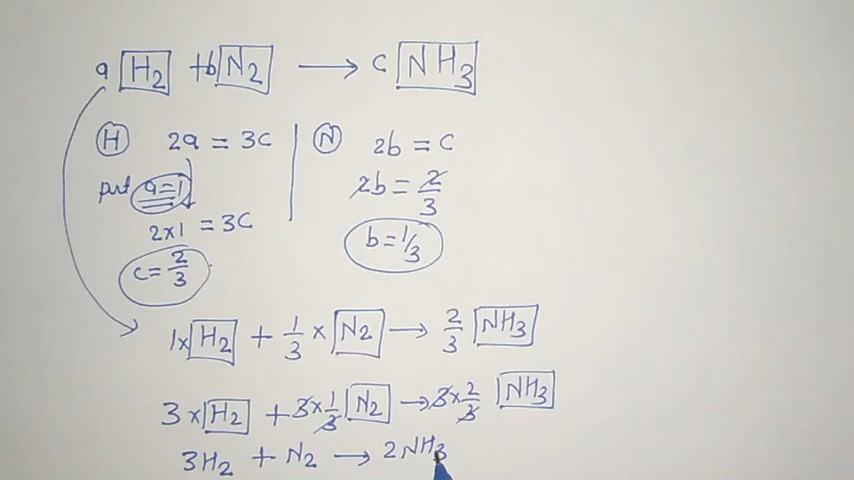 a H₂ + b N₂ → c NH₃
H 2a = 3c
put a=1
2×1 = 3c
c = 2/3
N 2b = c
2b = 2/3
b = 1/3
1× H₂ + 1/3 × N₂ → 2/3 NH₃
3 × H₂ + 3×1/3 N₂ → 3×2/3 NH₃
3H₂ + N₂ → 2NH₃